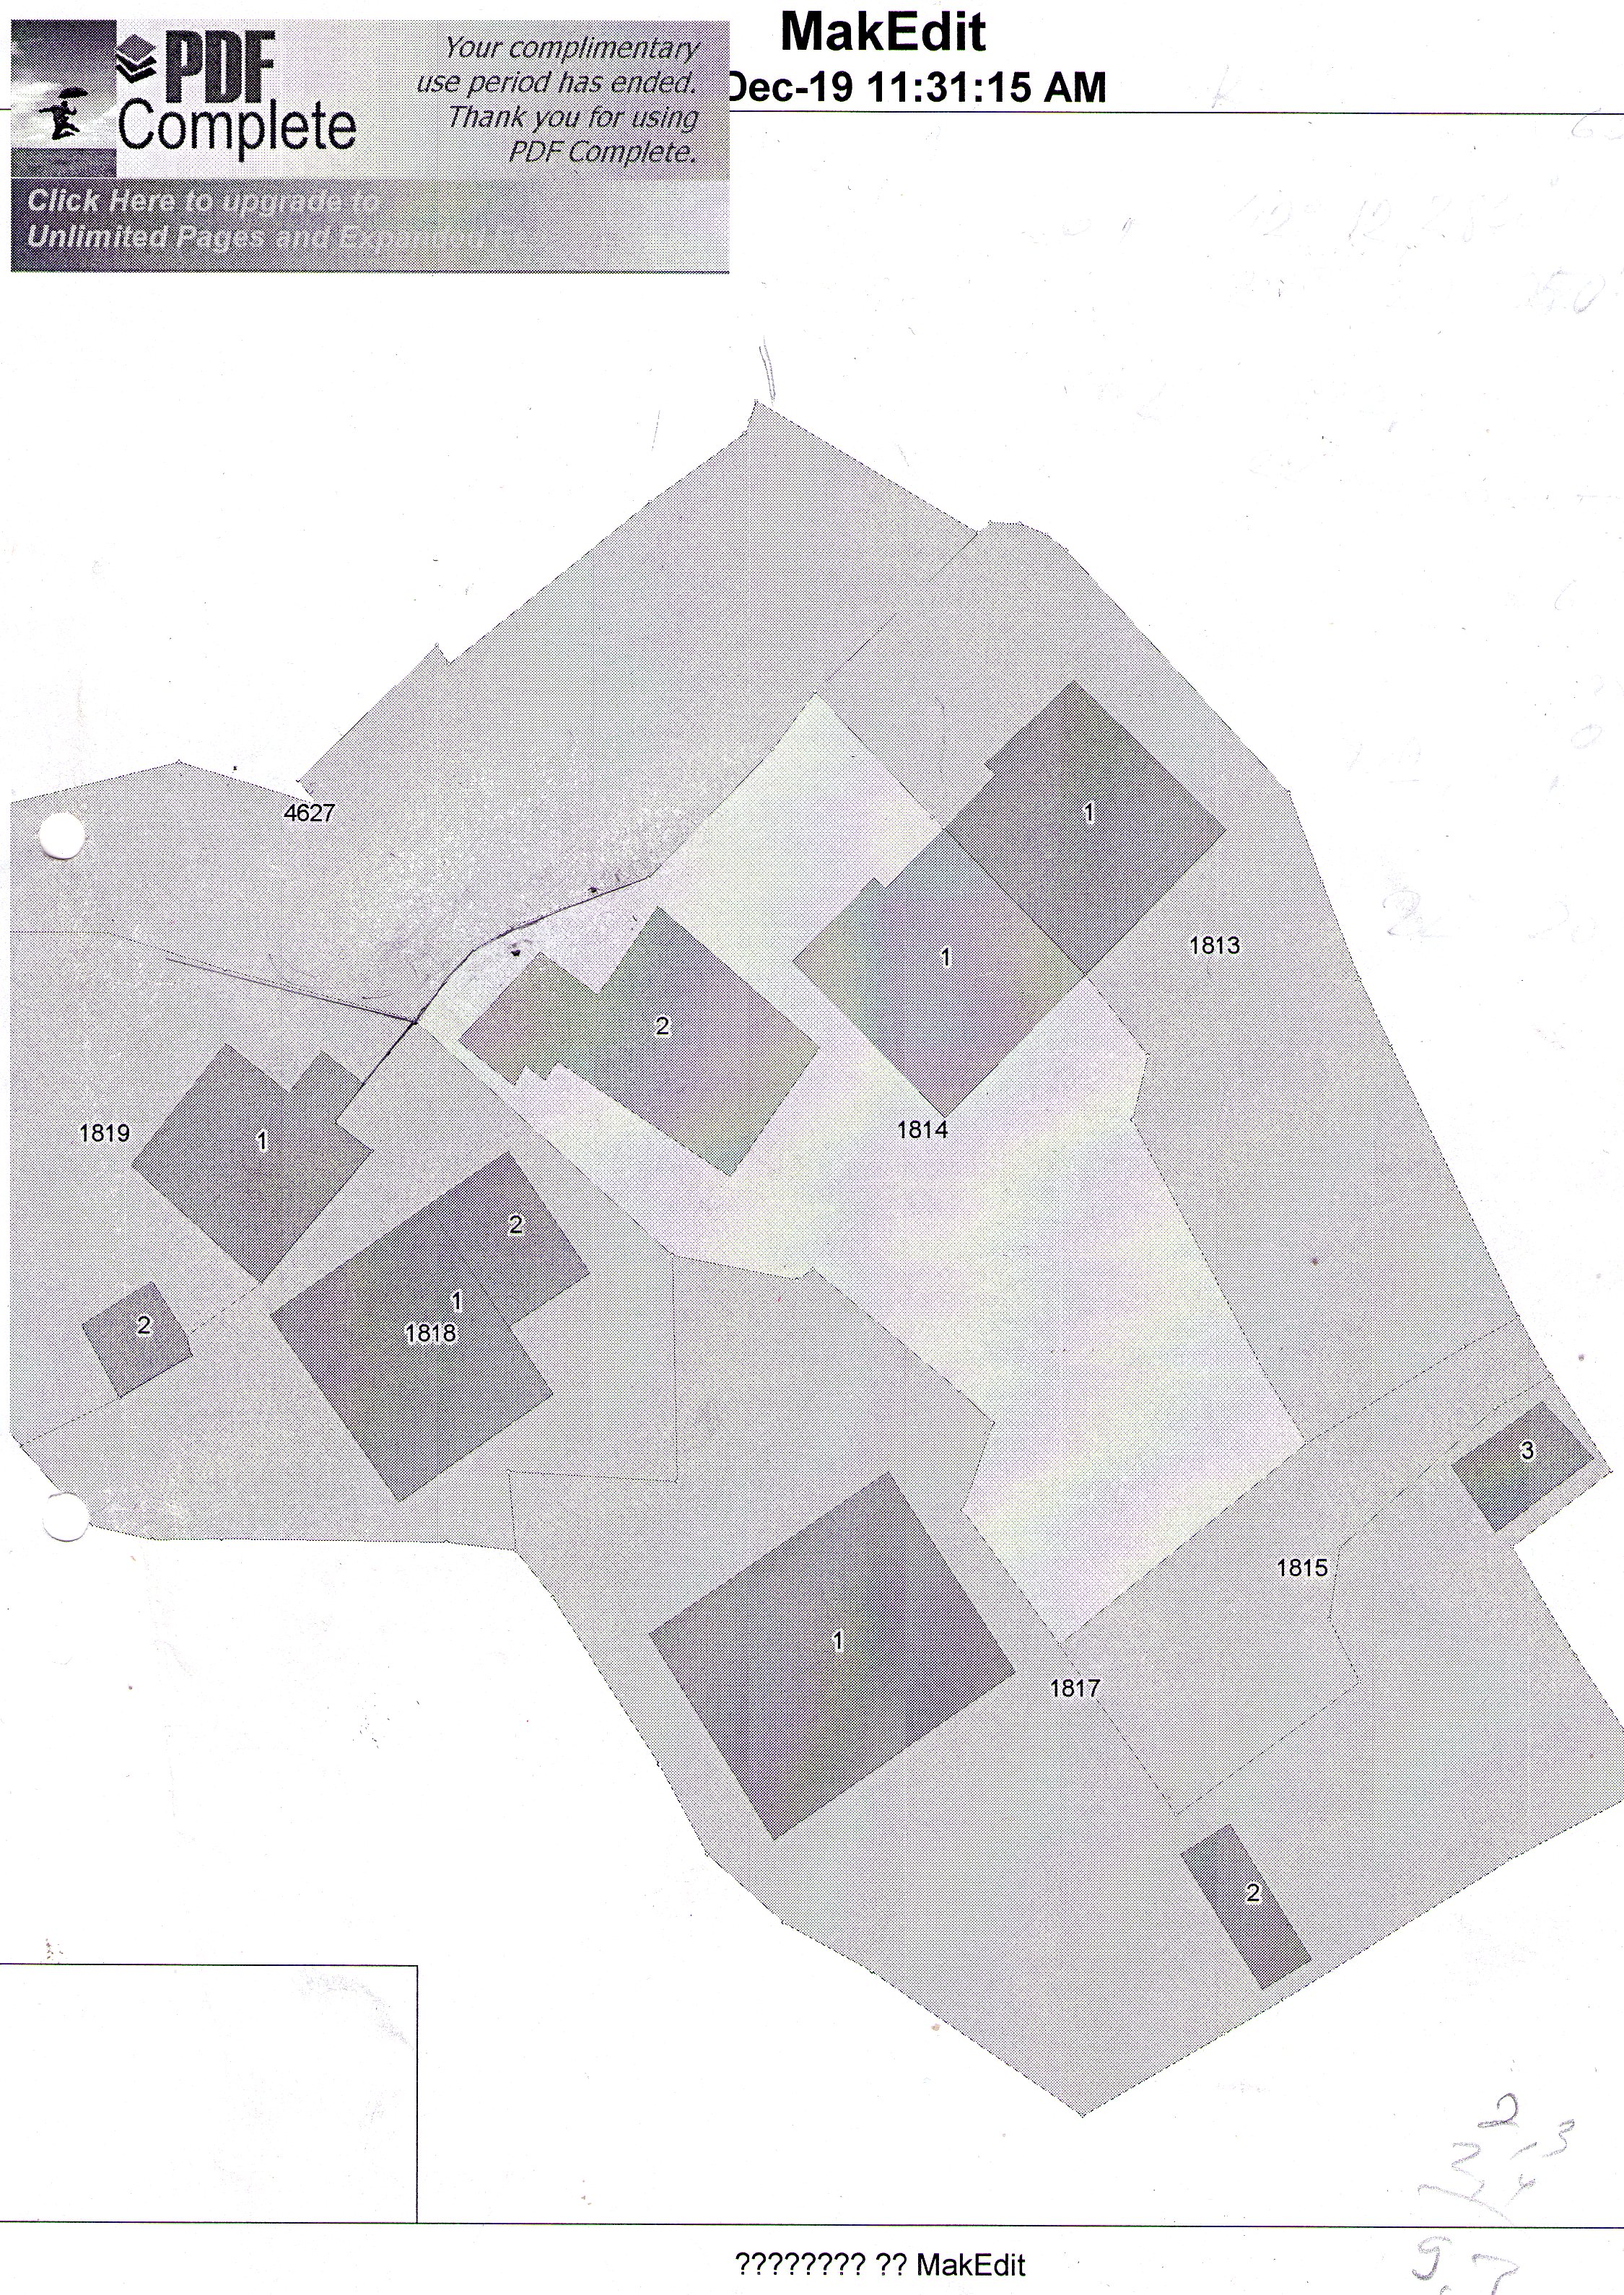 MakEdit
Dec-19 11:31:15 AM
PDF
Complete
Your complimentary
use period has ended.
Thank you for using
PDF Complete.
Click Here to upgrade to
Unlimited Pages and Expanded
4627
1
1813
1
2
1814
1819
1
2
2
1
1818
3
1815
1
1817
2
2
???????? ?? MakEdit